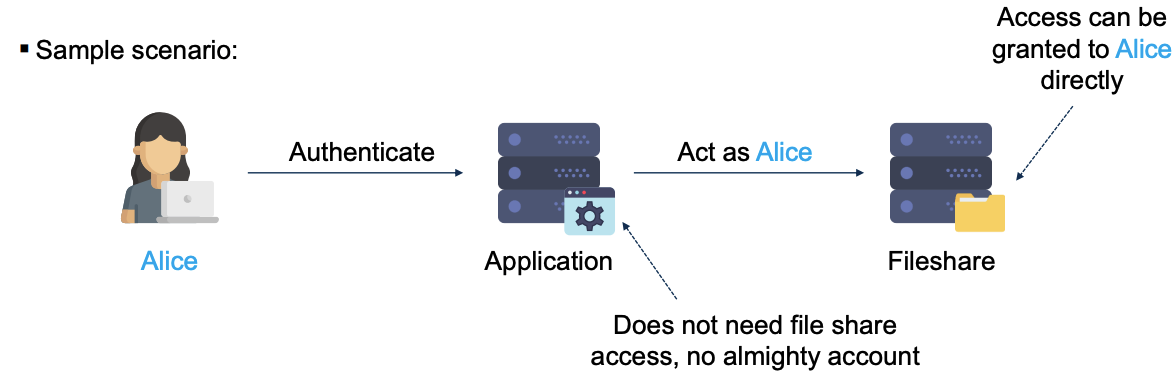 ▪ Sample scenario:
Access can be
granted to Alice
directly
Authenticate
Act as Alice
Alice
Application
Fileshare
Does not need file share
access, no almighty account